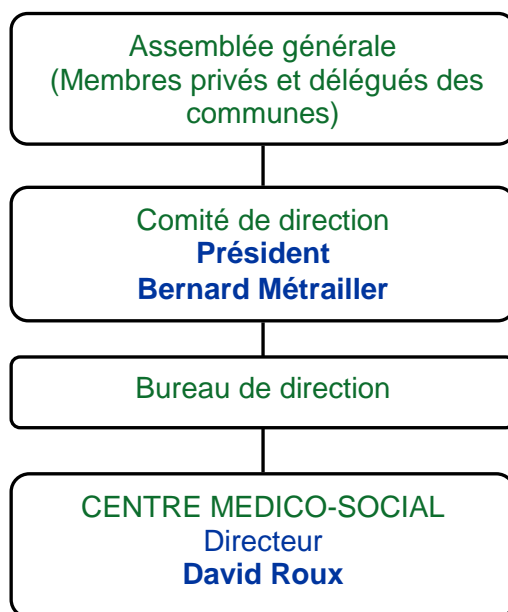 Assemblée générale
(Membres privés et délégués des
communes)
Comité de direction
Président
Bernard Métrailler
Bureau de direction
CENTRE MEDICO-SOCIAL
Directeur
David Roux